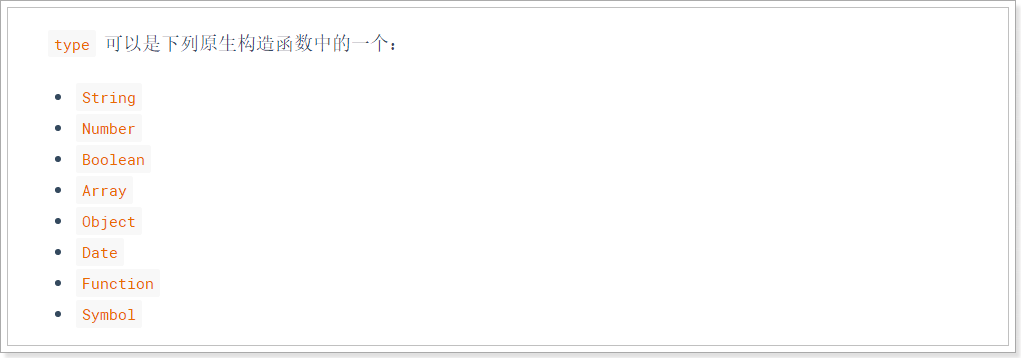 type 可以是下列原生构造函数中的一个：
String
Number
Boolean
Array
Object
Date
Function
Symbol